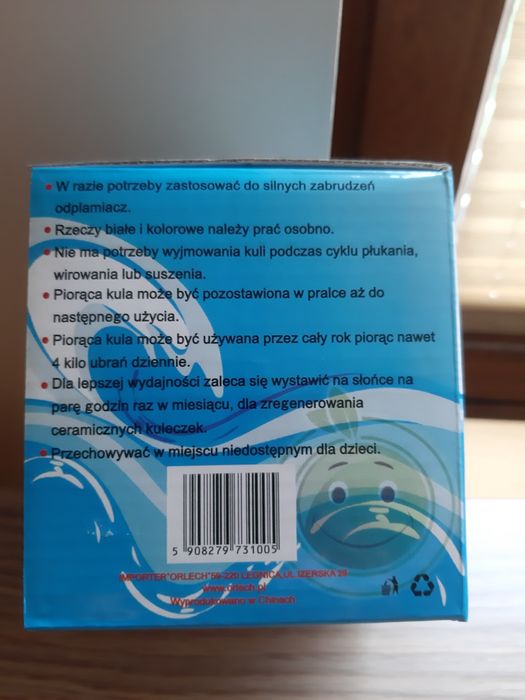 • W razie potrzeby zastosować do silnych zabrudzeń
odplamiacz.
• Rzeczy białe i kolorowe należy prać osobno.
• Nie ma potrzeby wyjmowania kuli podczas cyklu płukania,
wirowania lub suszenia.
• Piorąca kula może być pozostawiona w pralce aż do
następnego użycia.
• Piorąca kula może być używana przez cały rok piorąc nawet
4 kilo ubrań dziennie.
• Dla lepszej wydajności zaleca się wystawić na słońce na
parę godzin raz w miesiącu, dla zregenerowania
ceramicznych kuleczek.
• Przechowywać w miejscu niedostępnym dla dzieci.
5 908279 731005
IMPORTER"ORLECH"59-220 LEGNICA,UL IZERSKA 29
www.orlech.pl
Wyprodukowano w Chinach